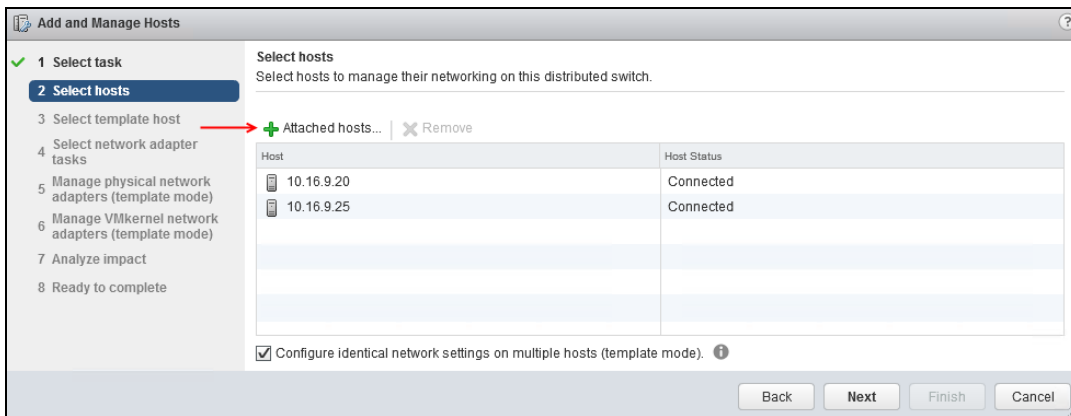 Add and Manage Hosts
?
1 Select task
2 Select hosts
3 Select template host
4 Select network adapter
tasks
5 Manage physical network
adapters (template mode)
6 Manage VMkernel network
adapters (template mode)
7 Analyze impact
8 Ready to complete
Select hosts
Select hosts to manage their networking on this distributed switch.
Attached hosts... Remove
Host Host Status
10.16.9.20 Connected
10.16.9.25 Connected
Configure identical network settings on multiple hosts (template mode).
Back Next Finish Cancel